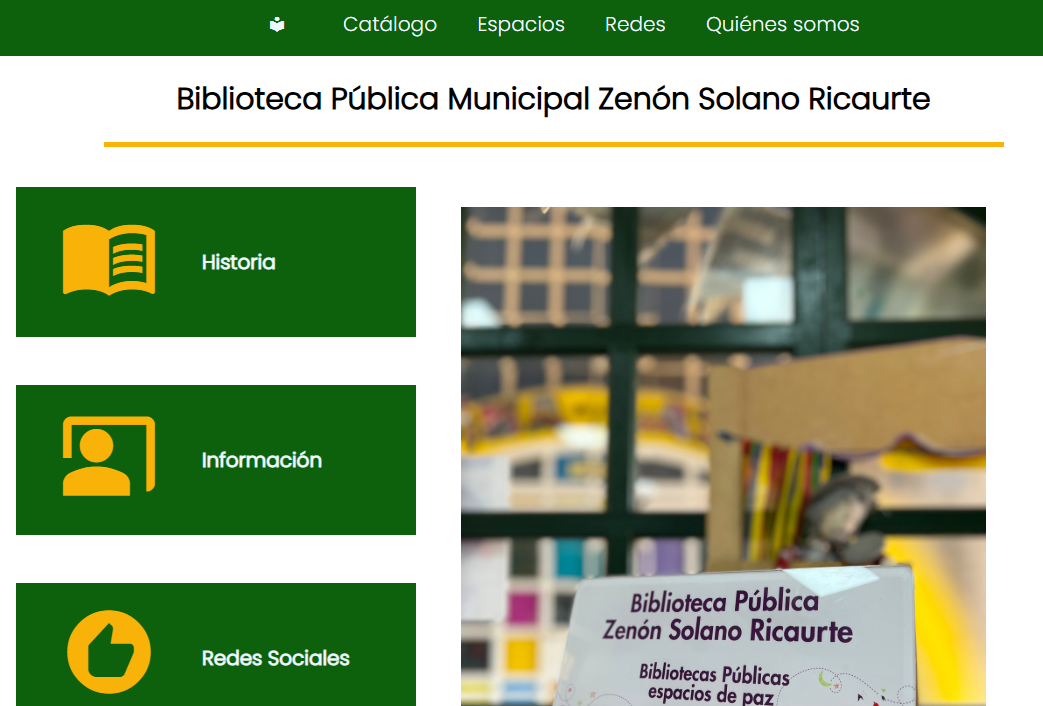 Catálogo Espacios Redes Quiénes somos
Biblioteca Pública Municipal Zenón Solano Ricaurte
Historia
Información
Redes Sociales
Biblioteca Pública
Zenón Solano Ricaurte
Bibliotecas Públicas
espacios de paz